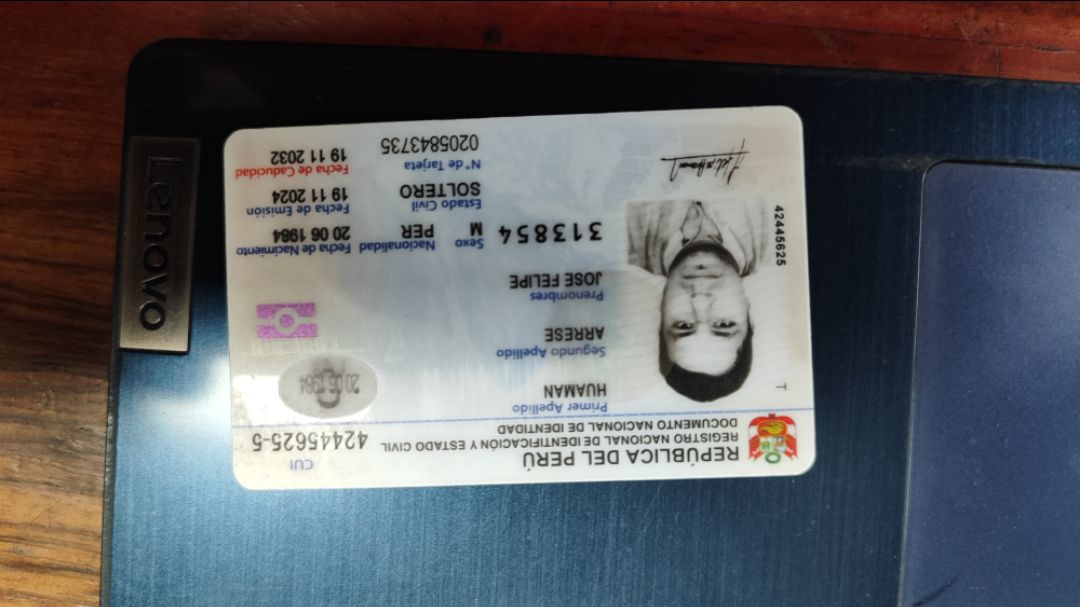 REPÚBLICA DEL PERÚ
REGISTRO NACIONAL DE IDENTIFICACIÓN Y ESTADO CIVIL
DOCUMENTO NACIONAL DE IDENTIDAD
CUI
42445625-5
Primer Apellido
HUAMAN
Segundo Apellido
ARRESE
Prenombres
JOSE FELIPE
Sexo Nacionalidad Fecha de Nacimiento
M PER 20 06 1984
313854
Estado Civil Fecha de Emisión
SOLTERO 19 11 2024
N° de Tarjeta Fecha de Caducidad
0205843735 19 11 2032
42445625
T
20 06 1984
Lenovo